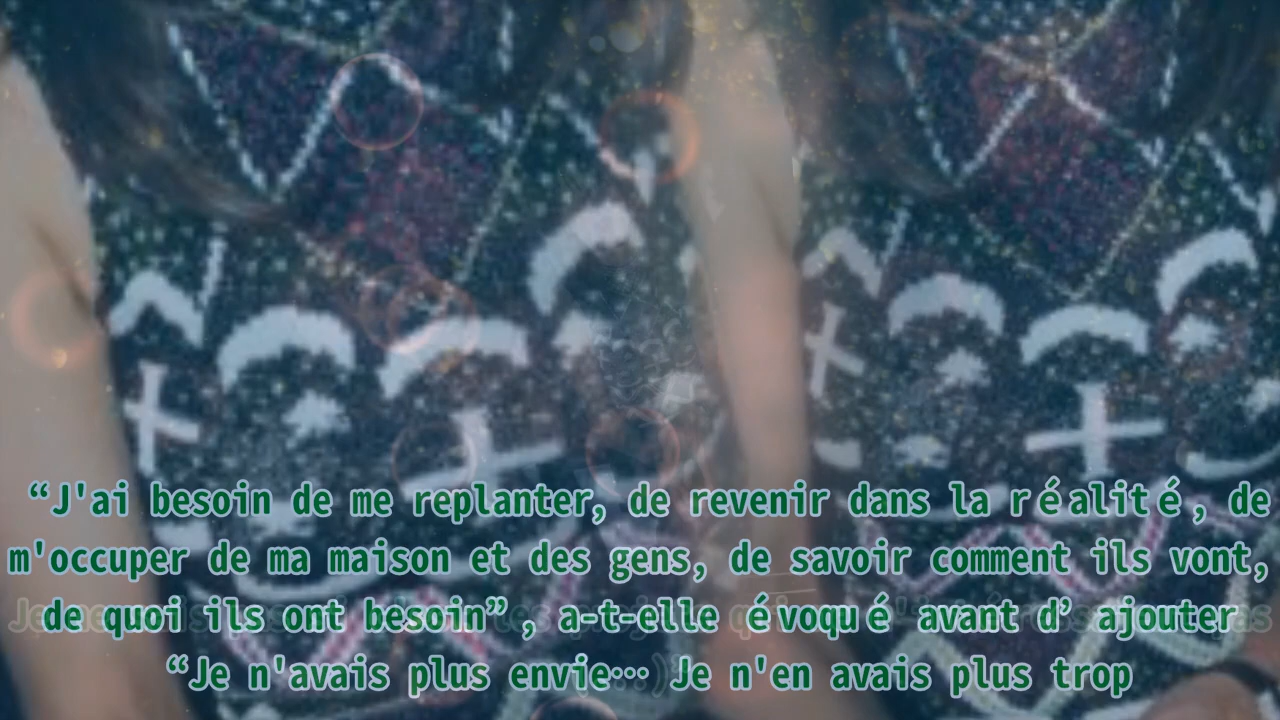 “J'ai besoin de me replanter, de revenir dans la réalité, de
m'occuper de ma maison et des gens, de savoir comment ils vont,
de quoi ils ont besoin”, a-t-elle évoqué avant d’ ajouter
“Je n'avais plus envie… Je n'en avais plus trop